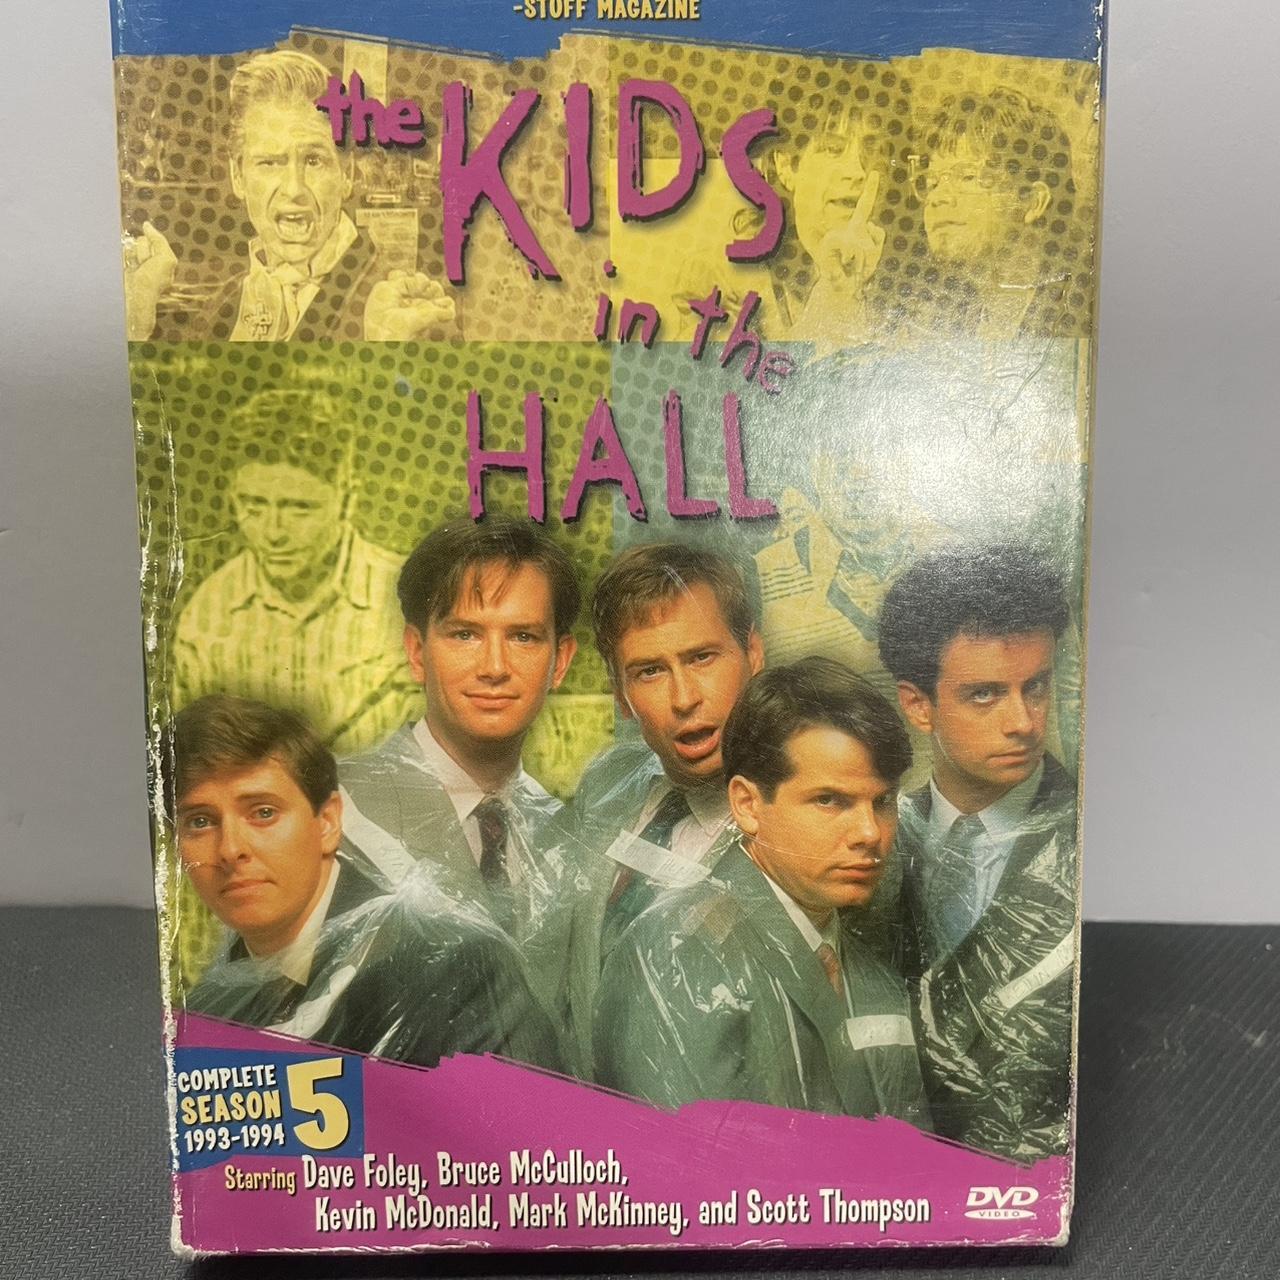 -STUFF MAGAZINE
the KIDS
in the
HALL
COMPLETE
SEASON 5
1993-1994
Starring Dave Foley, Bruce McCulloch,
Kevin McDonald, Mark McKinney, and Scott Thompson
DVD
VIDEO